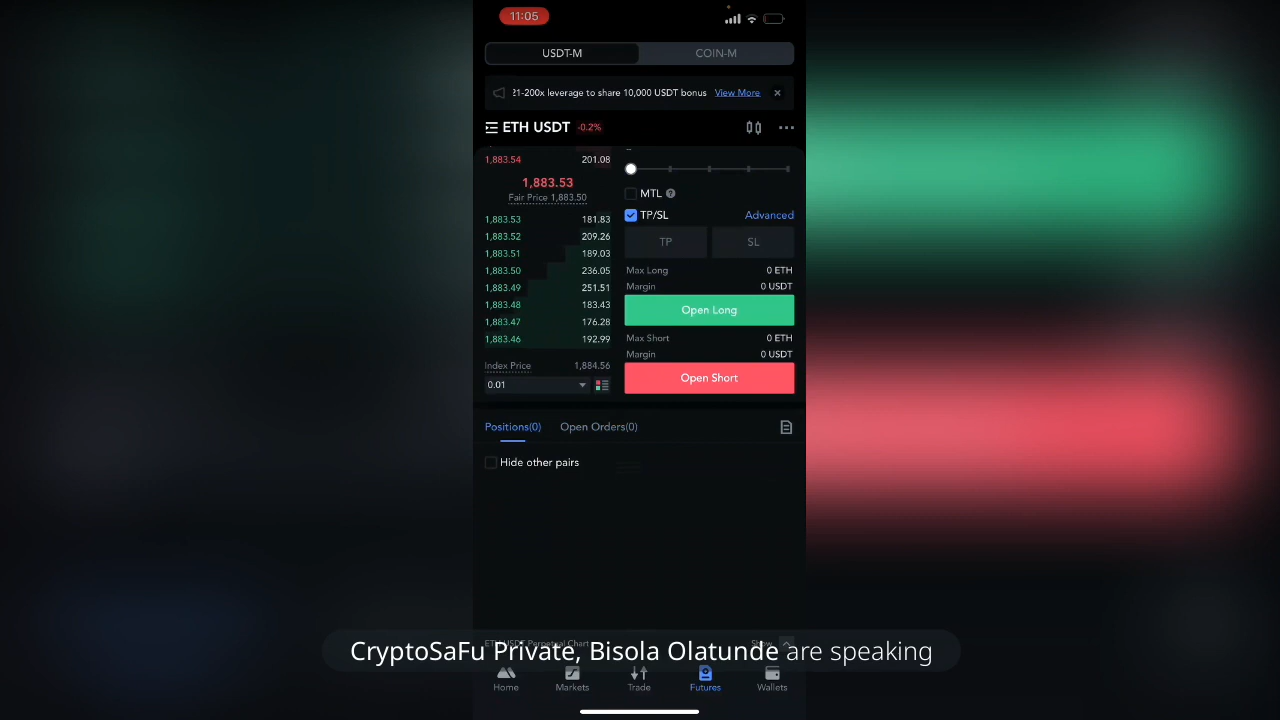 11:05
USDT-M COIN-M
21-200x leverage to share 10,000 USDT bonus View More
ETH USDT -0.2%
1,883.54 201.08
1,883.53
Fair Price 1,883.50
MTL
1,883.53 181.83
TP/SL Advanced
1,883.52 209.26
TP SL
1,883.51 189.03
1,883.50 236.05
Max Long 0 ETH
1,883.49 251.51
Margin 0 USDT
1,883.48 183.43
Open Long
1,883.47 176.28
1,883.46 192.99
Max Short 0 ETH
Margin 0 USDT
Index Price 1,884.56
Open Short
0.01
Positions(0) Open Orders(0)
Hide other pairs
ETH USDT Perpetual Chart Show
CryptoSaFu Private, Bisola Olatunde are speaking
Home Markets Trade Futures Wallets